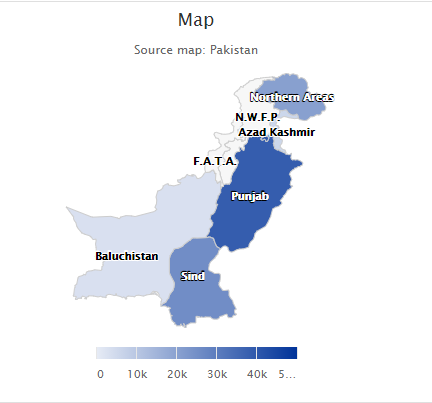 Map
Source map: Pakistan
Northern Areas
N.W.F.P.
Azad Kashmir
F.A.T.A.
Punjab
Baluchistan
Sind
0 10k 20k 30k 40k 5...